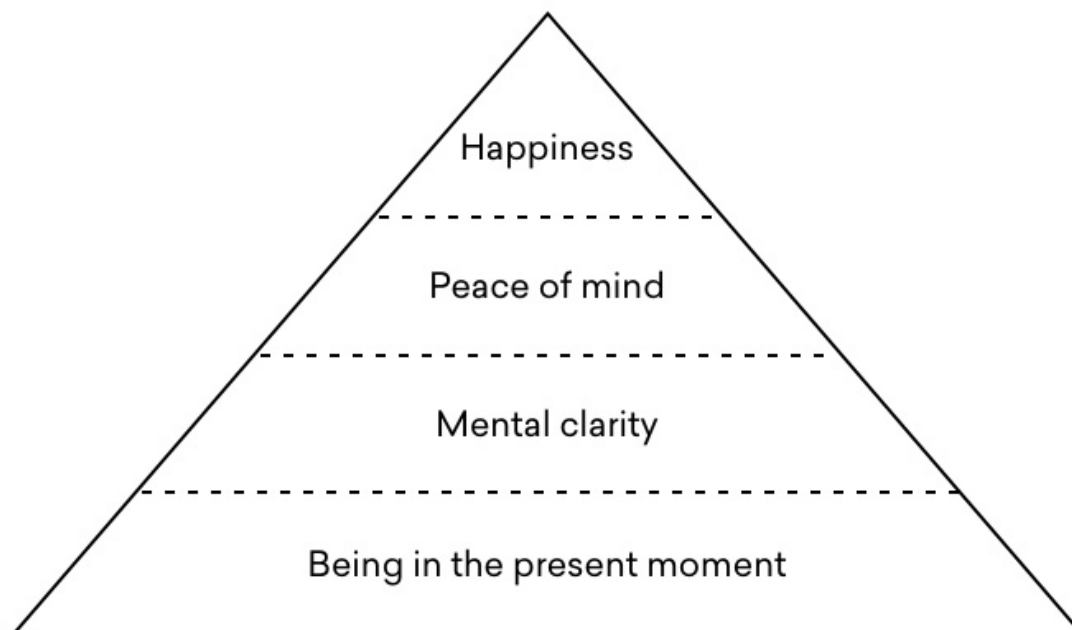 Happiness
Peace of mind
Mental clarity
Being in the present moment